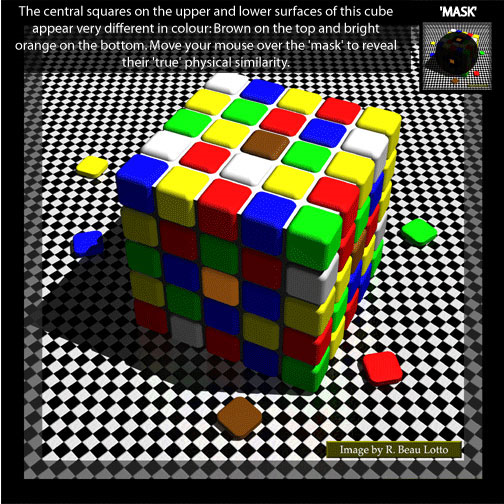 The central squares on the upper and lower surfaces of this cube
appear very different in colour: Brown on the top and bright
orange on the bottom. Move your mouse over the 'mask' to reveal
their 'true' physical similarity.
'MASK'
Image by R. Beau Lotto